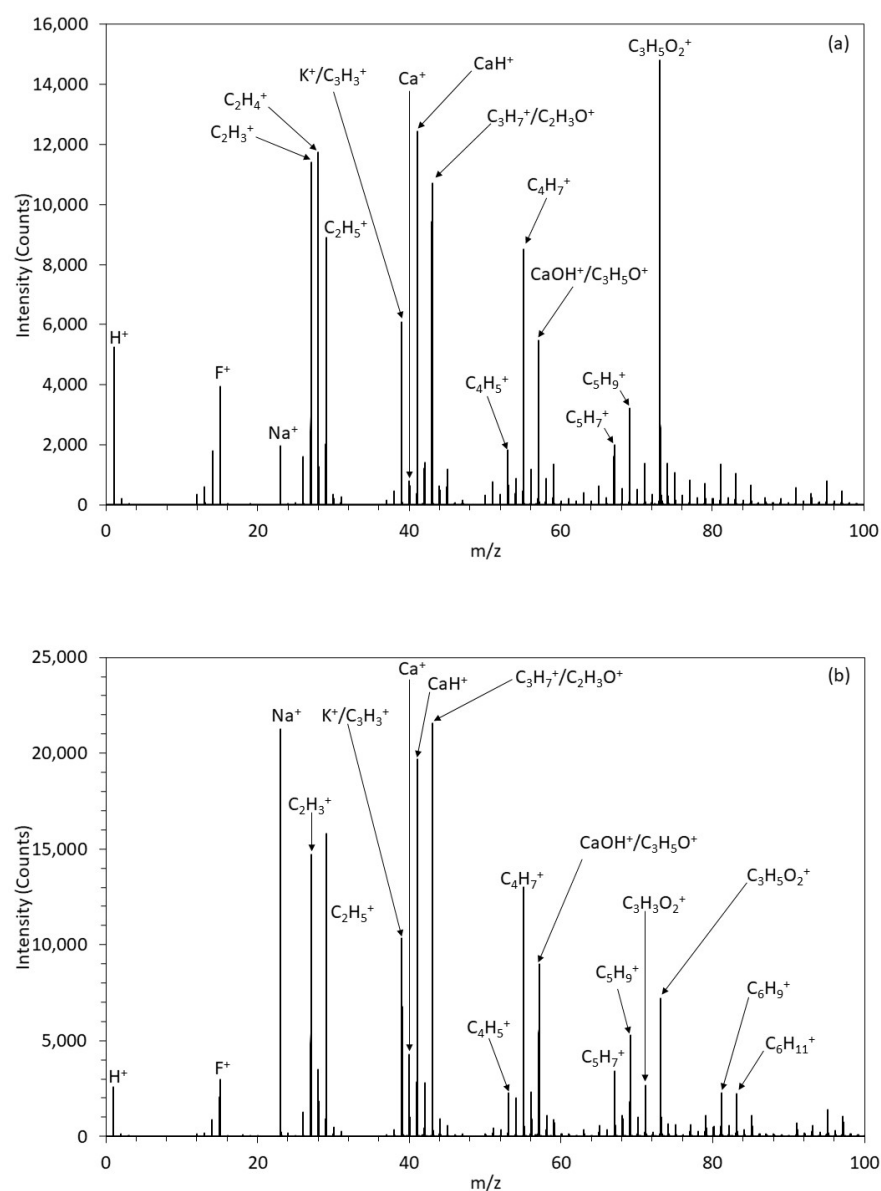 16,000
14,000
12,000
10,000
8,000
6,000
4,000
2,000
0
Intensity (Counts)
(a)
C₃H₅O₂⁺
K⁺/C₃H₃⁺
Ca⁺
CaH⁺
C₂H₄⁺
C₂H₃⁺
C₃H₇⁺/C₂H₃O⁺
C₂H₅⁺
C₄H₇⁺
CaOH⁺/C₃H₅O⁺
H⁺
F⁺
Na⁺
C₄H₅⁺
C₅H₉⁺
C₅H₇⁺
0 20 40 60 80 100
m/z
25,000
20,000
15,000
10,000
5,000
0
Intensity (Counts)
(b)
Ca⁺
CaH⁺
C₃H₇⁺/C₂H₃O⁺
Na⁺
K⁺/C₃H₃⁺
C₂H₃⁺
CaOH⁺/C₃H₅O⁺
C₄H₇⁺
C₃H₅O₂⁺
C₂H₅⁺
C₃H₃O₂⁺
C₅H₉⁺
C₆H₉⁺
C₄H₅⁺
C₆H₁₁⁺
C₅H₇⁺
H⁺
F⁺
0 20 40 60 80 100
m/z